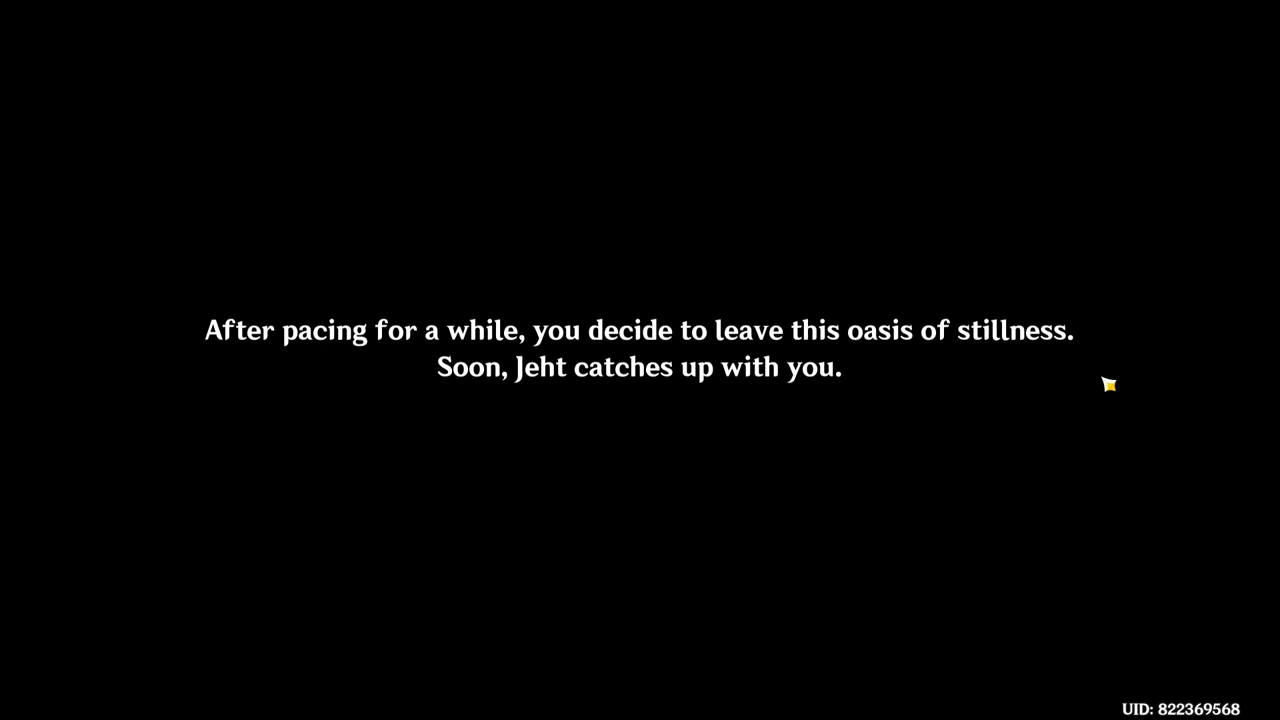 After pacing for a while, you decide to leave this oasis of stillness.
Soon, Jeht catches up with you.
UID: 822369568